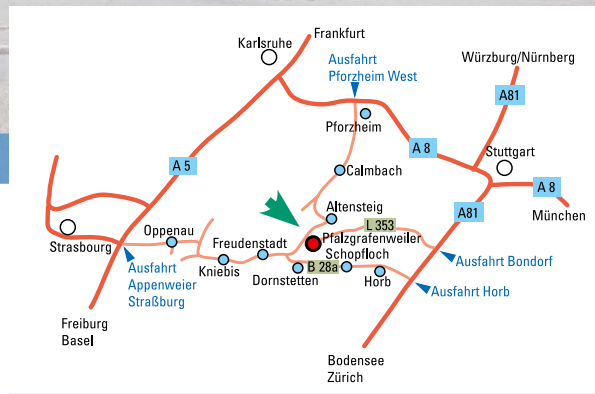 Frankfurt
Karlsruhe
Ausfahrt
Pforzheim West
Würzburg/Nürnberg
A81
Pforzheim
A 8
Stuttgart
A 5
Calmbach
A 8
Altensteig
A81
München
L 353
Oppenau
Strasbourg
Freudenstadt
Pfalzgrafenweiler
Schopfloch
Kniebis
B 28a
Dornstetten
Horb
Ausfahrt Bondorf
Ausfahrt
Appenweier
Straßburg
Ausfahrt Horb
Freiburg
Basel
Bodensee
Zürich